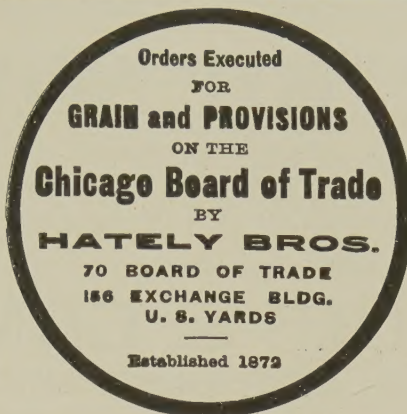 Orders Executed
FOR
GRAIN and PROVISIONS
ON THE
Chicago Board of Trade
BY
HATELY BROS.
70 BOARD OF TRADE
156 EXCHANGE BLDG.
U. S. YARDS
Established 1872